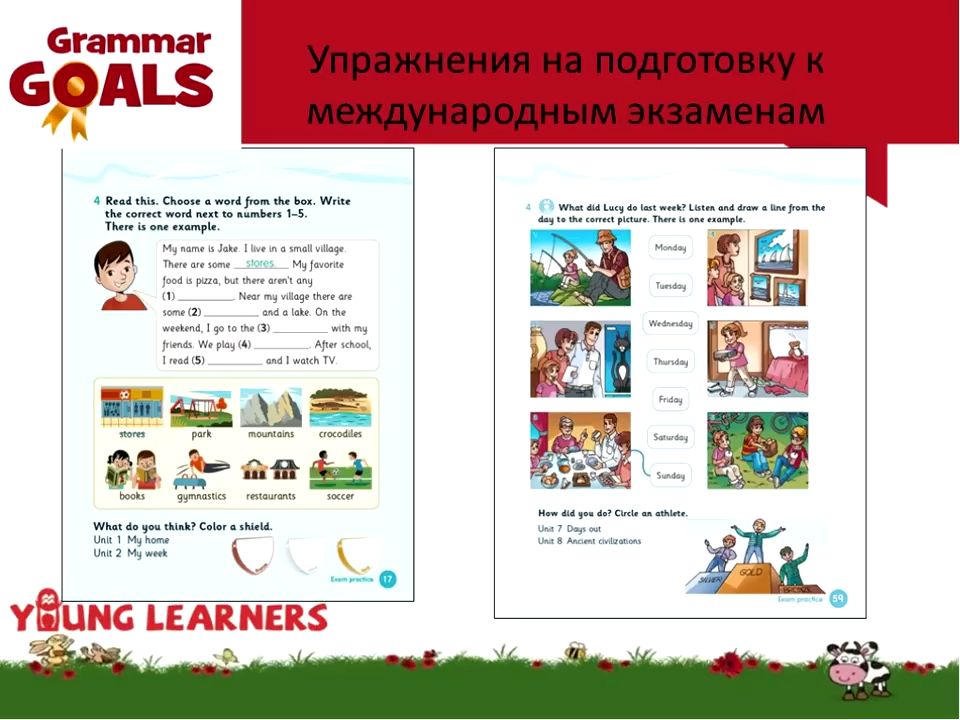 Grammar
GOALS
Упражнения на подготовку к
международным экзаменам
4 Read this. Choose a word from the box. Write
the correct word next to numbers 1–5.
There is one example.
My name is Jake. I live in a small village.
There are some stores. My favorite
food is pizza, but there aren't any
(1) __________. Near my village there are
some (2) __________ and a lake. On the
weekend, I go to the (3) __________ with my
friends. We play (4) __________. After school,
I read (5) __________ and I watch TV.
stores park mountains crocodiles
books gymnastics restaurants soccer
What do you think? Color a shield.
Unit 1 My home
Unit 2 My week
Exam practice 17
4 What did Lucy do last week? Listen and draw a line from the
day to the correct picture. There is one example.
Monday
Tuesday
Wednesday
Thursday
Friday
Saturday
Sunday
How did you do? Circle an athlete.
Unit 7 Days out
Unit 8 Ancient civilizations
SILVER GOLD BRONZE
Exam practice 59
YOUNG LEARNERS